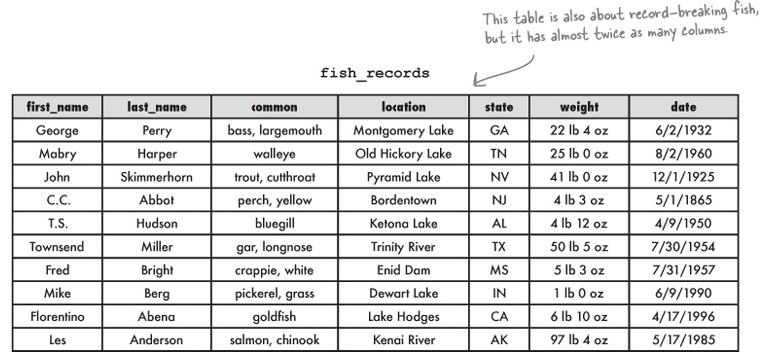 This table is also about record-breaking fish,
but it has almost twice as many columns.
fish_records
first_name last_name common location state weight date
George Perry bass, largemouth Montgomery Lake GA 22 lb 4 oz 6/2/1932
Mabry Harper walleye Old Hickory Lake TN 25 lb 0 oz 8/2/1960
John Skimmerhorn trout, cutthroat Pyramid Lake NV 41 lb 0 oz 12/1/1925
C.C. Abbot perch, yellow Bordentown NJ 4 lb 3 oz 5/1/1865
T.S. Hudson bluegill Ketona Lake AL 4 lb 12 oz 4/9/1950
Townsend Miller gar, longnose Trinity River TX 50 lb 5 oz 7/30/1954
Fred Bright crappie, white Enid Dam MS 5 lb 3 oz 7/31/1957
Mike Berg pickerel, grass Dewart Lake IN 1 lb 0 oz 6/9/1990
Florentino Abena goldfish Lake Hodges CA 6 lb 10 oz 4/17/1996
Les Anderson salmon, chinook Kenai River AK 97 lb 4 oz 5/17/1985